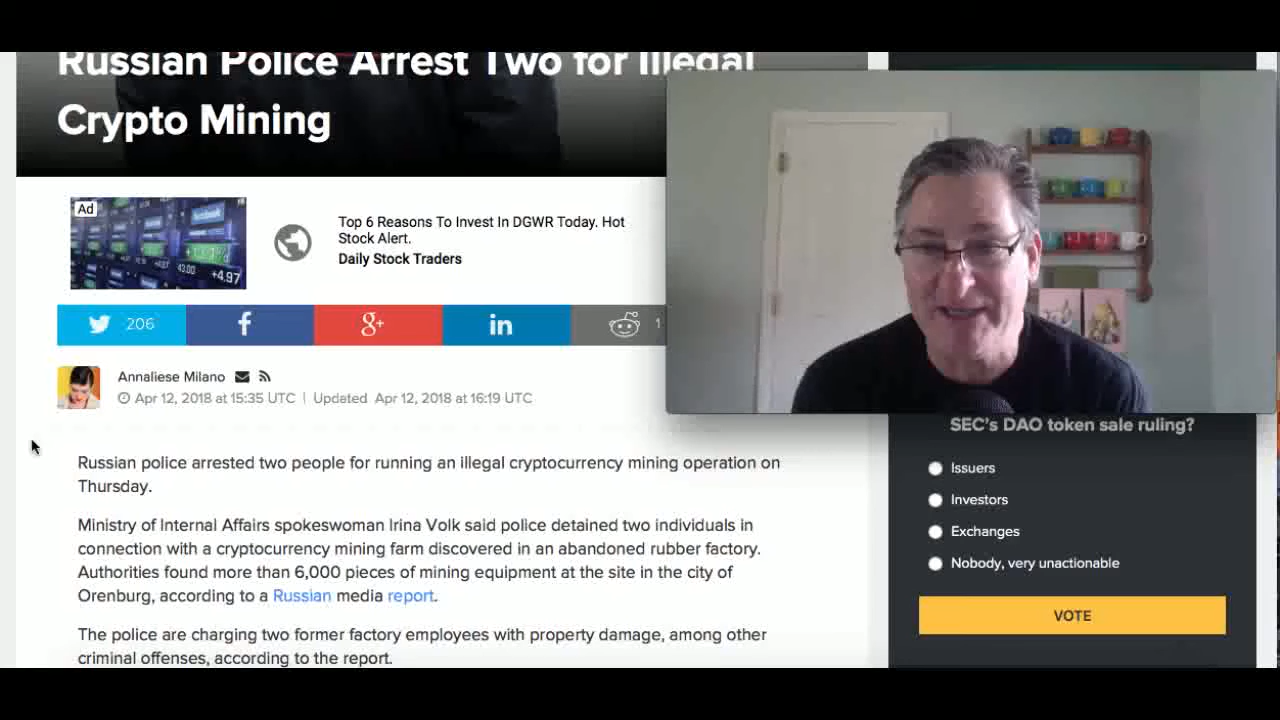 Russian Police Arrest Two for Illegal
Crypto Mining
Ad
facebook
43.00
+4.97
Top 6 Reasons To Invest In DGWR Today. Hot
Stock Alert.
Daily Stock Traders
206
f
g+
in
1
Annaliese Milano
Apr 12, 2018 at 15:35 UTC | Updated Apr 12, 2018 at 16:19 UTC
Russian police arrested two people for running an illegal cryptocurrency mining operation on
Thursday.
Ministry of Internal Affairs spokeswoman Irina Volk said police detained two individuals in
connection with a cryptocurrency mining farm discovered in an abandoned rubber factory.
Authorities found more than 6,000 pieces of mining equipment at the site in the city of
Orenburg, according to a Russian media report.
The police are charging two former factory employees with property damage, among other
criminal offenses, according to the report.
SEC's DAO token sale ruling?
Issuers
Investors
Exchanges
Nobody, very unactionable
VOTE